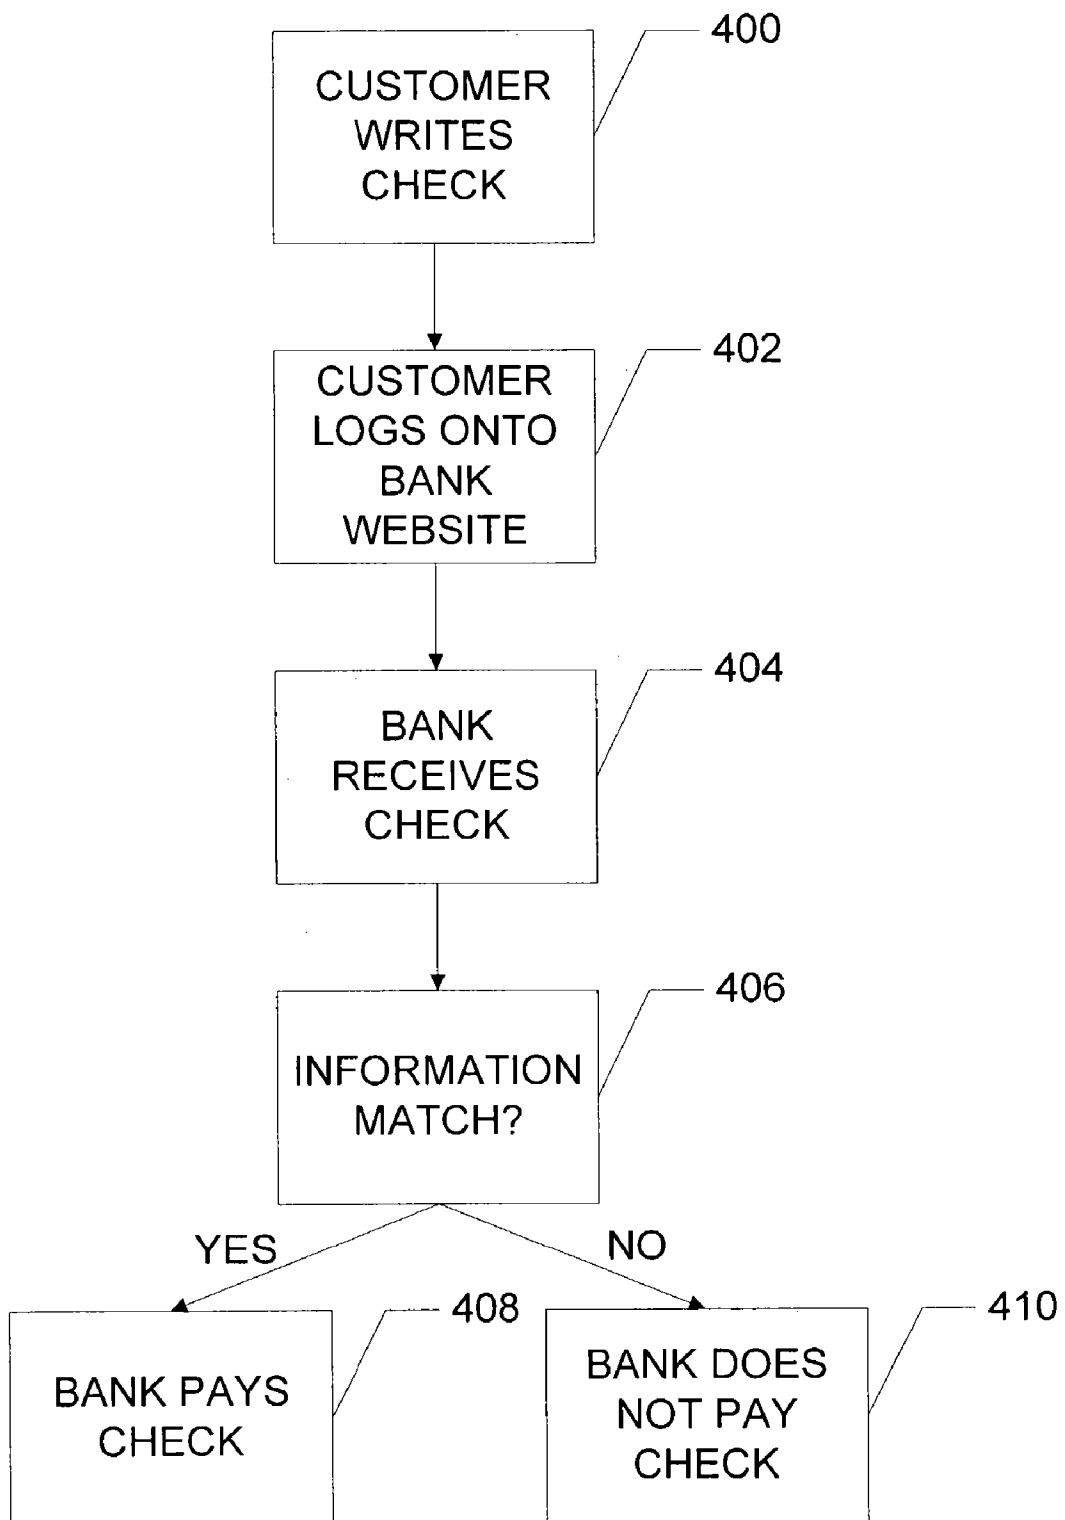 400
CUSTOMER
WRITES
CHECK
402
CUSTOMER
LOGS ONTO
BANK
WEBSITE
404
BANK
RECEIVES
CHECK
406
INFORMATION
MATCH?
YES
NO
408
BANK PAYS
CHECK
410
BANK DOES
NOT PAY
CHECK